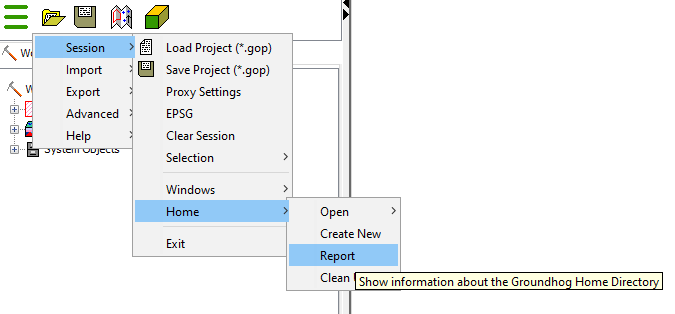 Wo
Session
Import
Export
Advanced
Help
W
System Objects
Load Project (*.gop)
Save Project (*.gop)
Proxy Settings
EPSG
Clear Session
Selection
Windows
Home
Exit
Open
Create New
Report
Clean
Show information about the Groundhog Home Directory